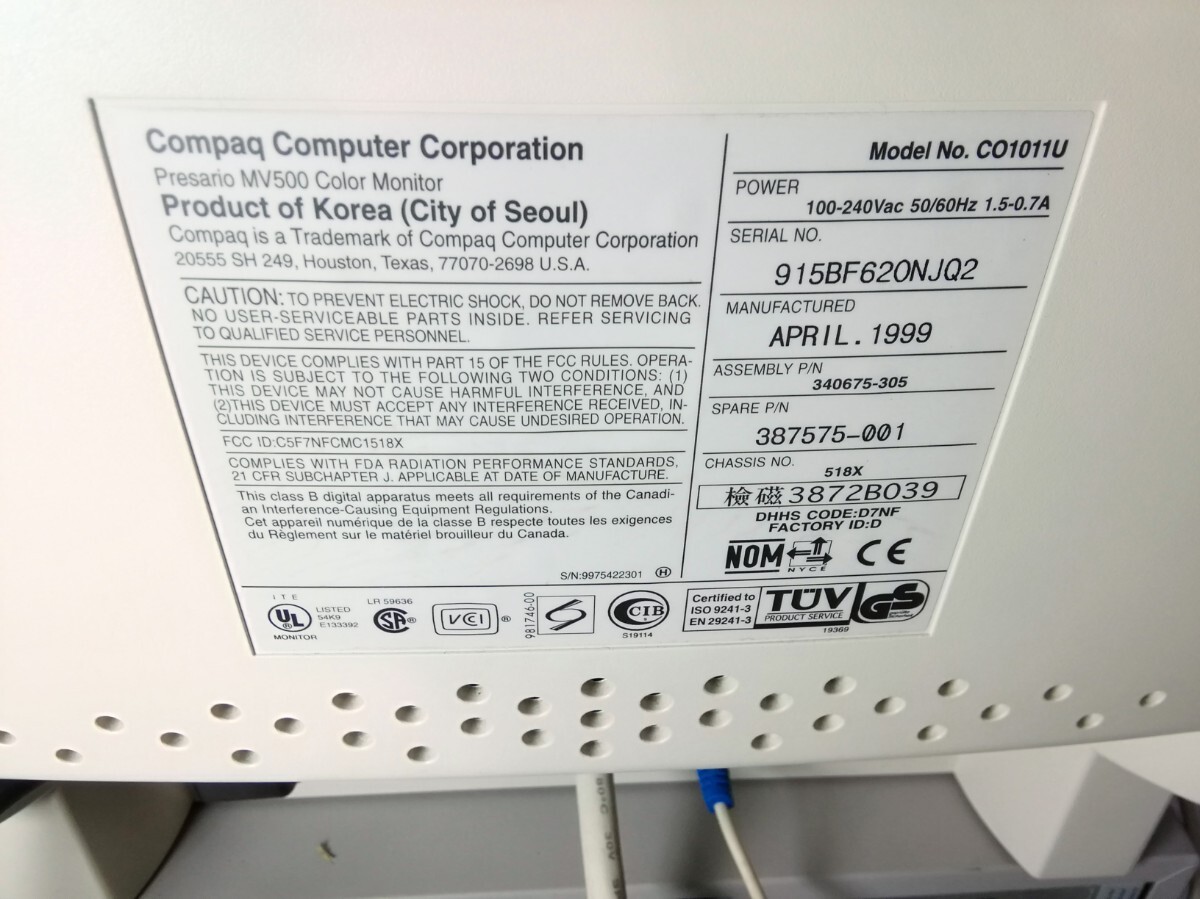 Compaq Computer Corporation
Presario MV500 Color Monitor
Product of Korea (City of Seoul)
Compaq is a Trademark of Compaq Computer Corporation
20555 SH 249, Houston, Texas, 77070-2698 U.S.A.
CAUTION: TO PREVENT ELECTRIC SHOCK, DO NOT REMOVE BACK.
NO USER-SERVICEABLE PARTS INSIDE. REFER SERVICING
TO QUALIFIED SERVICE PERSONNEL.
THIS DEVICE COMPLIES WITH PART 15 OF THE FCC RULES. OPERA-
TION IS SUBJECT TO THE FOLLOWING TWO CONDITIONS: (1)
THIS DEVICE MAY NOT CAUSE HARMFUL INTERFERENCE, AND
(2)THIS DEVICE MUST ACCEPT ANY INTERFERENCE RECEIVED, IN-
CLUDING INTERFERENCE THAT MAY CAUSE UNDESIRED OPERATION.
FCC ID:C5F7NFCMC1518X
COMPLIES WITH FDA RADIATION PERFORMANCE STANDARDS,
21 CFR SUBCHAPTER J. APPLICABLE AT DATE OF MANUFACTURE.
This class B digital apparatus meets all requirements of the Canadi-
an Interference-Causing Equipment Regulations.
Cet appareil numérique de la classe B respecte toutes les exigences
du Règlement sur le matériel brouilleur du Canada.
S/N:9975422301 H
Model No. CO1011U
POWER
100-240Vac 50/60Hz 1.5-0.7A
SERIAL NO.
915BF620NJQ2
MANUFACTURED
APRIL. 1999
ASSEMBLY P/N
340675-305
SPARE P/N
387575-001
CHASSIS NO.
518X
檢磁3872B039
DHHS CODE:D7NF
FACTORY ID:D
NOM
NYCE
CE
ITE
UL
LISTED
54K9
E133392
MONITOR
LR 59636
SA
VCI
981746-00
S
CIB
S19114
Certified to
ISO 9241-3
EN 29241-3
TÜV
PRODUCT SERVICE
GS
19369